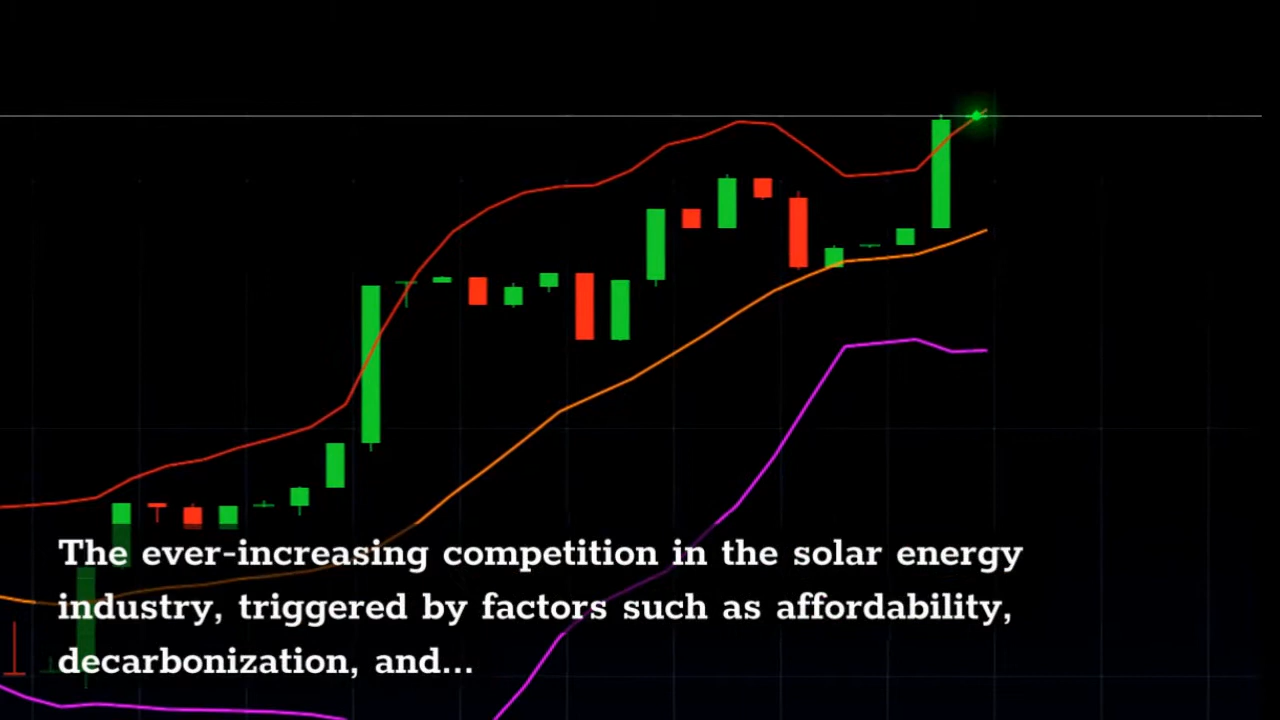 The ever-increasing competition in the solar energy
industry, triggered by factors such as affordability,
decarbonization, and...